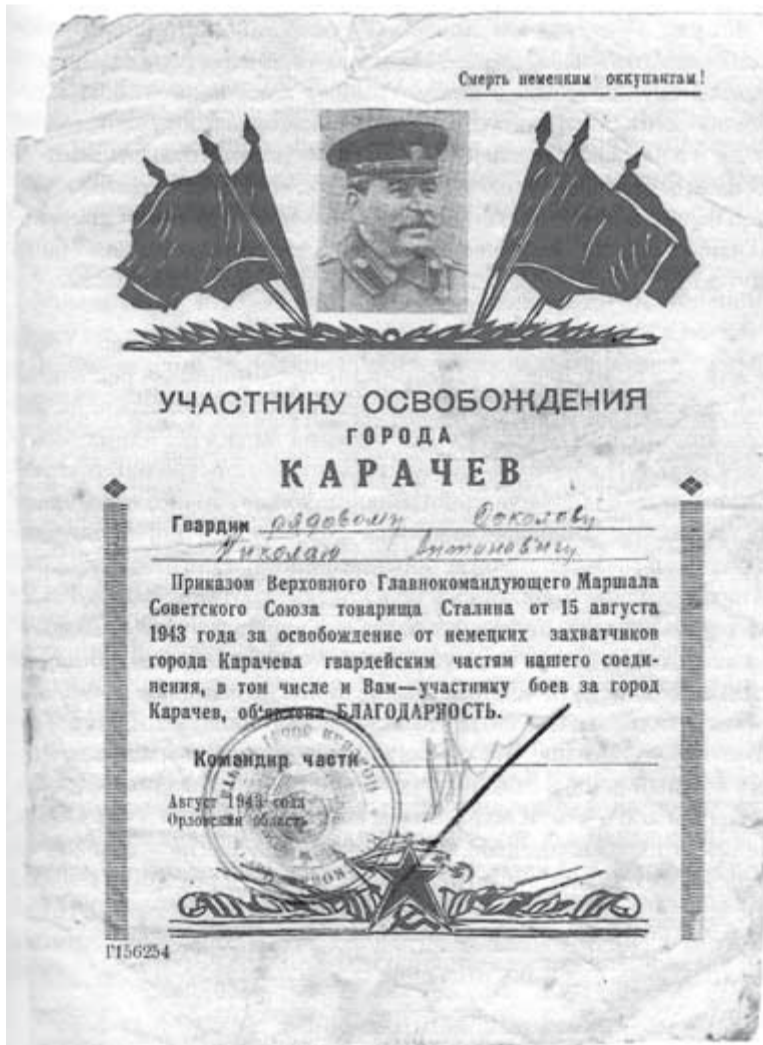 Смерть немецким оккупантам!
УЧАСТНИКУ ОСВОБОЖДЕНИЯ
ГОРОДА
КАРАЧЕВ
Гвардии рядовому Соколову
Николаю Антоновичу
Приказом Верховного Главнокомандующего Маршала
Советского Союза товарища Сталина от 15 августа
1943 года за освобождение от немецких захватчиков
города Карачева гвардейским частям нашего соеди-
нения, в том числе и Вам—участнику боев за город
Карачев, объявлена БЛАГОДАРНОСТЬ.
Командир части
Август 1943 года
Орловская область
Г156254